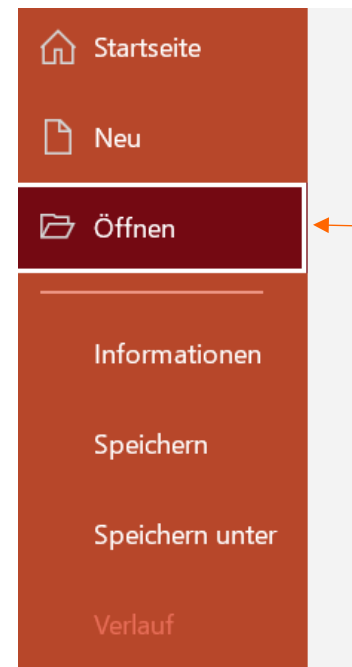 Startseite
Neu
Öffnen
Informationen
Speichern
Speichern unter
Verlauf